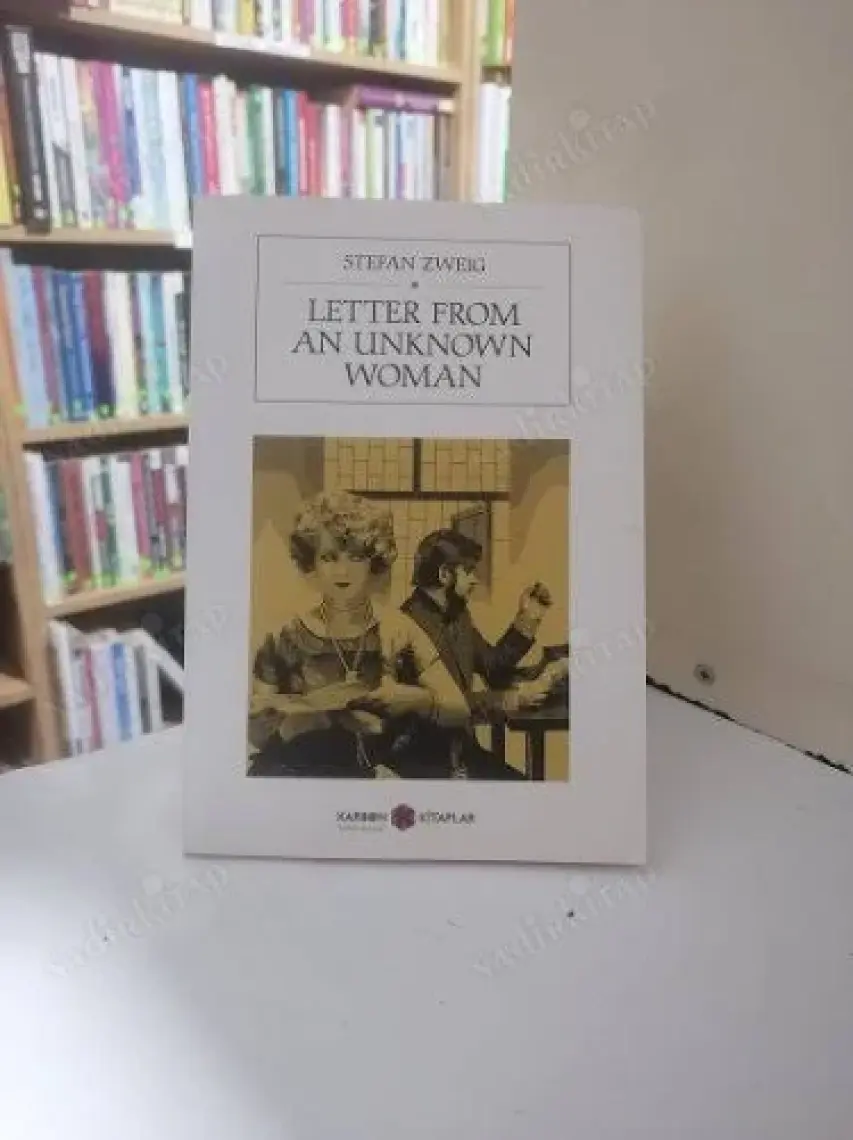 STEFAN ZWEIG
LETTER FROM
AN UNKNOWN
WOMAN
KARBON KİTAPLAR